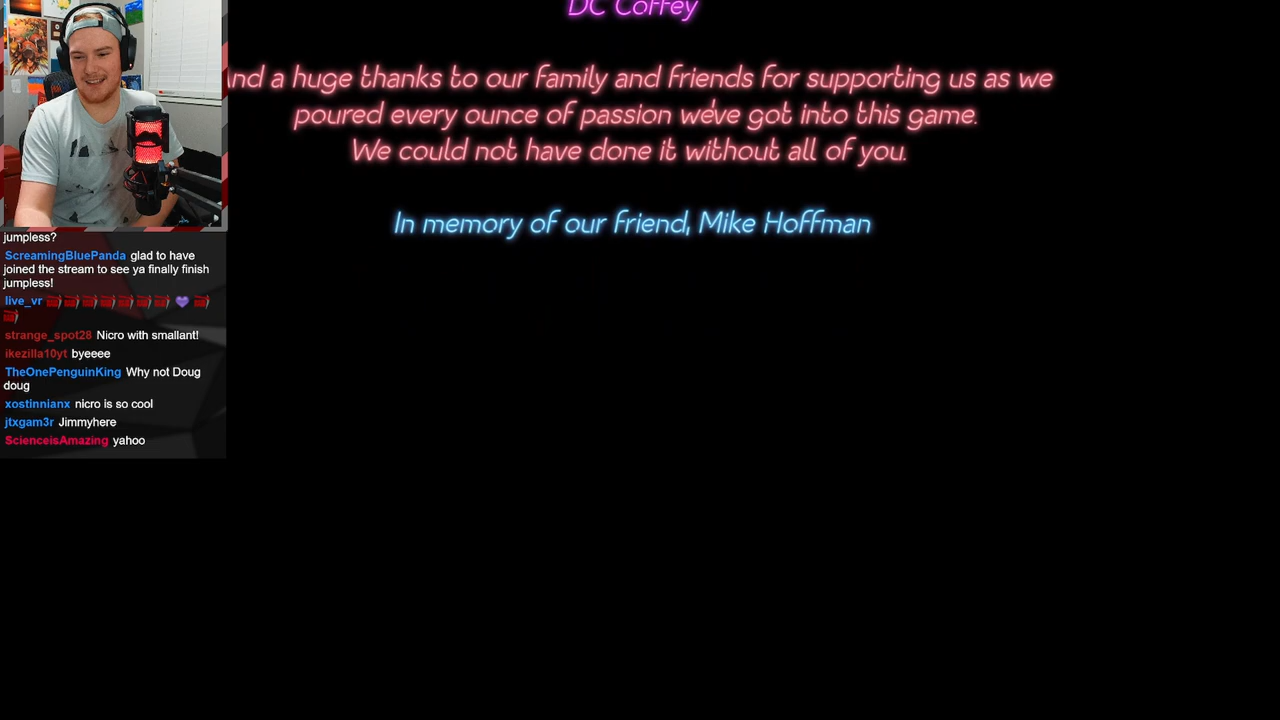 DC Coffey
nd a huge thanks to our family and friends for supporting us as we
poured every ounce of passion we've got into this game.
We could not have done it without all of you.
In memory of our friend, Mike Hoffman
jumpless?
ScreamingBluePanda glad to have
joined the stream to see ya finally finish
jumpless!
live_vr
strange_spot28 Nicro with smallant!
ikezilla10yt byeeee
TheOnePenguinKing Why not Doug
doug
xostinnianx nicro is so cool
jtxgam3r Jimmyhere
ScienceisAmazing yahoo